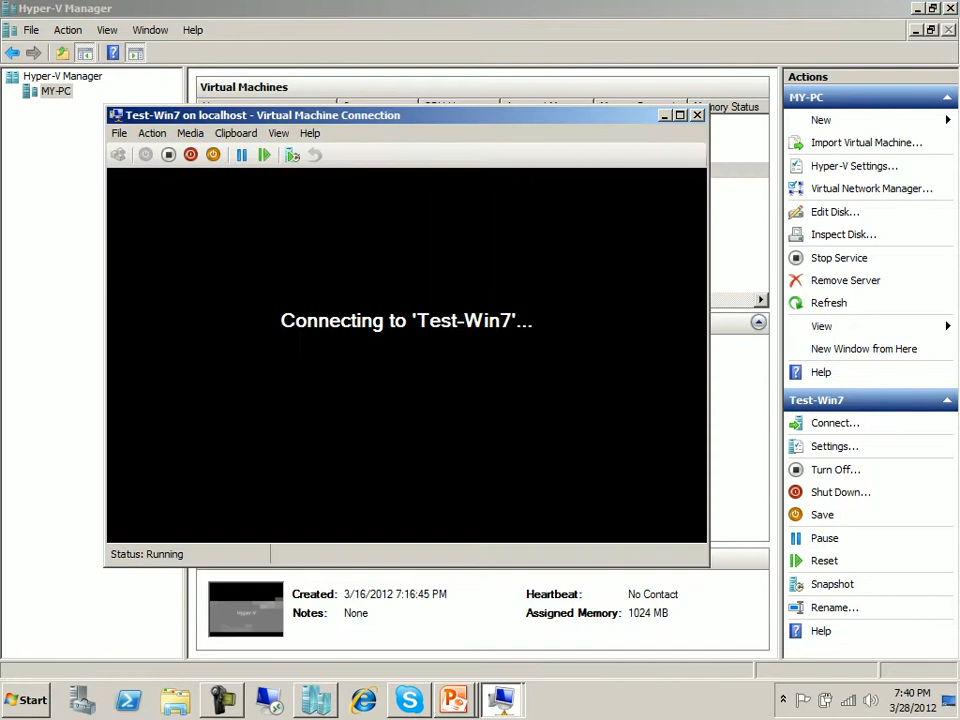 Hyper-V Manager
File Action View Window Help
Hyper-V Manager
MY-PC
Virtual Machines
Memory Status
Test-Win7 on localhost - Virtual Machine Connection
File Action Media Clipboard View Help
Connecting to 'Test-Win7'...
Status: Running
Created: 3/16/2012 7:16:45 PM
Notes: None
Heartbeat: No Contact
Assigned Memory: 1024 MB
Hyper-V
Actions
MY-PC
New
Import Virtual Machine...
Hyper-V Settings...
Virtual Network Manager...
Edit Disk...
Inspect Disk...
Stop Service
Remove Server
Refresh
View
New Window from Here
Help
Test-Win7
Connect...
Settings...
Turn Off...
Shut Down...
Save
Pause
Reset
Snapshot
Rename...
Help
Start
7:40 PM
3/28/2012